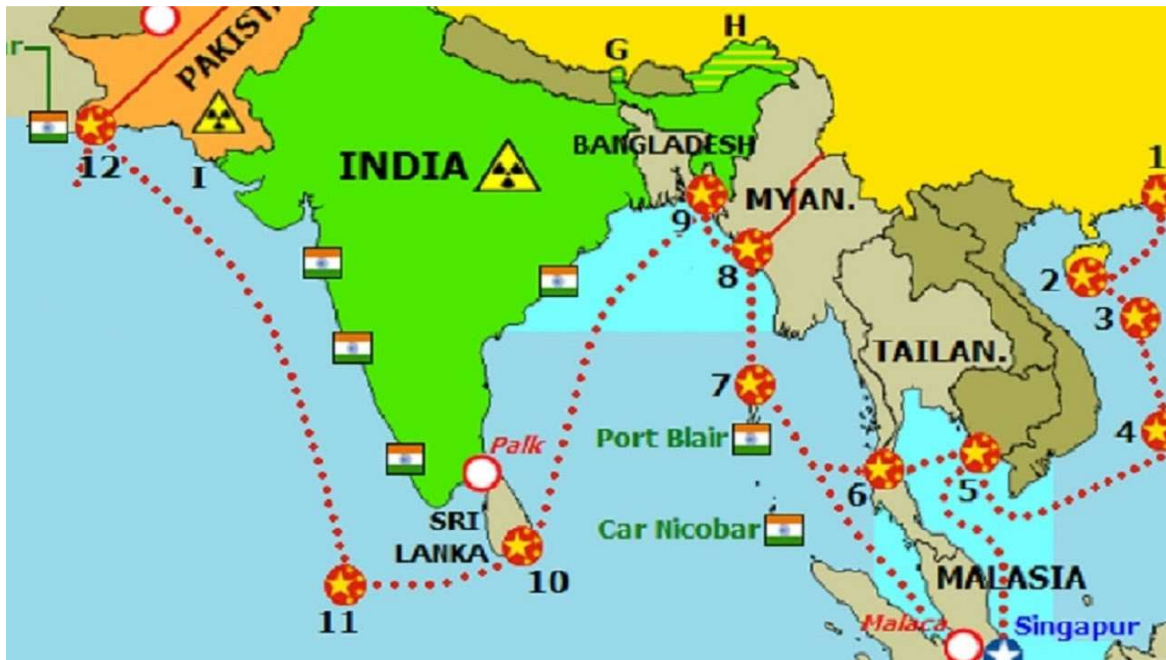 ar
PAKIST
12
I
INDIA
G
H
BANGLADESH
MYAN.
1
9
8
2
3
TAILAN.
7
4
Port Blair
Palk
6
5
SRI
LANKA
Car Nicobar
10
11
MALASIA
Malaca
Singapur